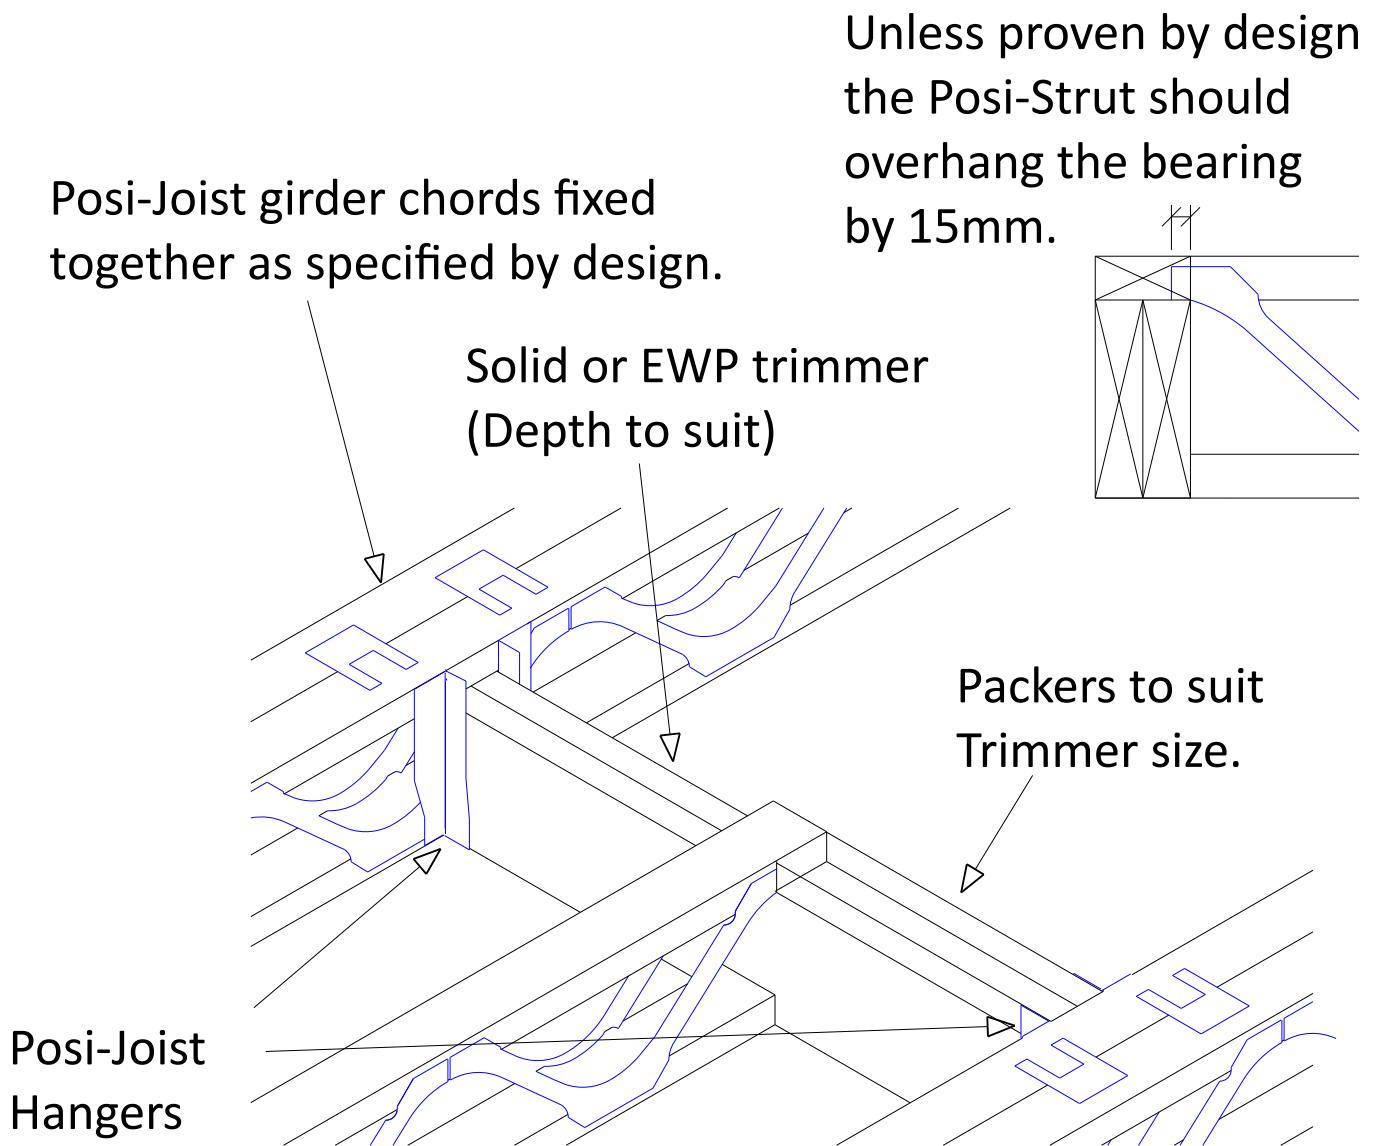 Unless proven by design
the Posi-Strut should
overhang the bearing
by 15mm.
Posi-Joist girder chords fixed
together as specified by design.
Solid or EWP trimmer
(Depth to suit)
Packers to suit
Trimmer size.
Posi-Joist
Hangers